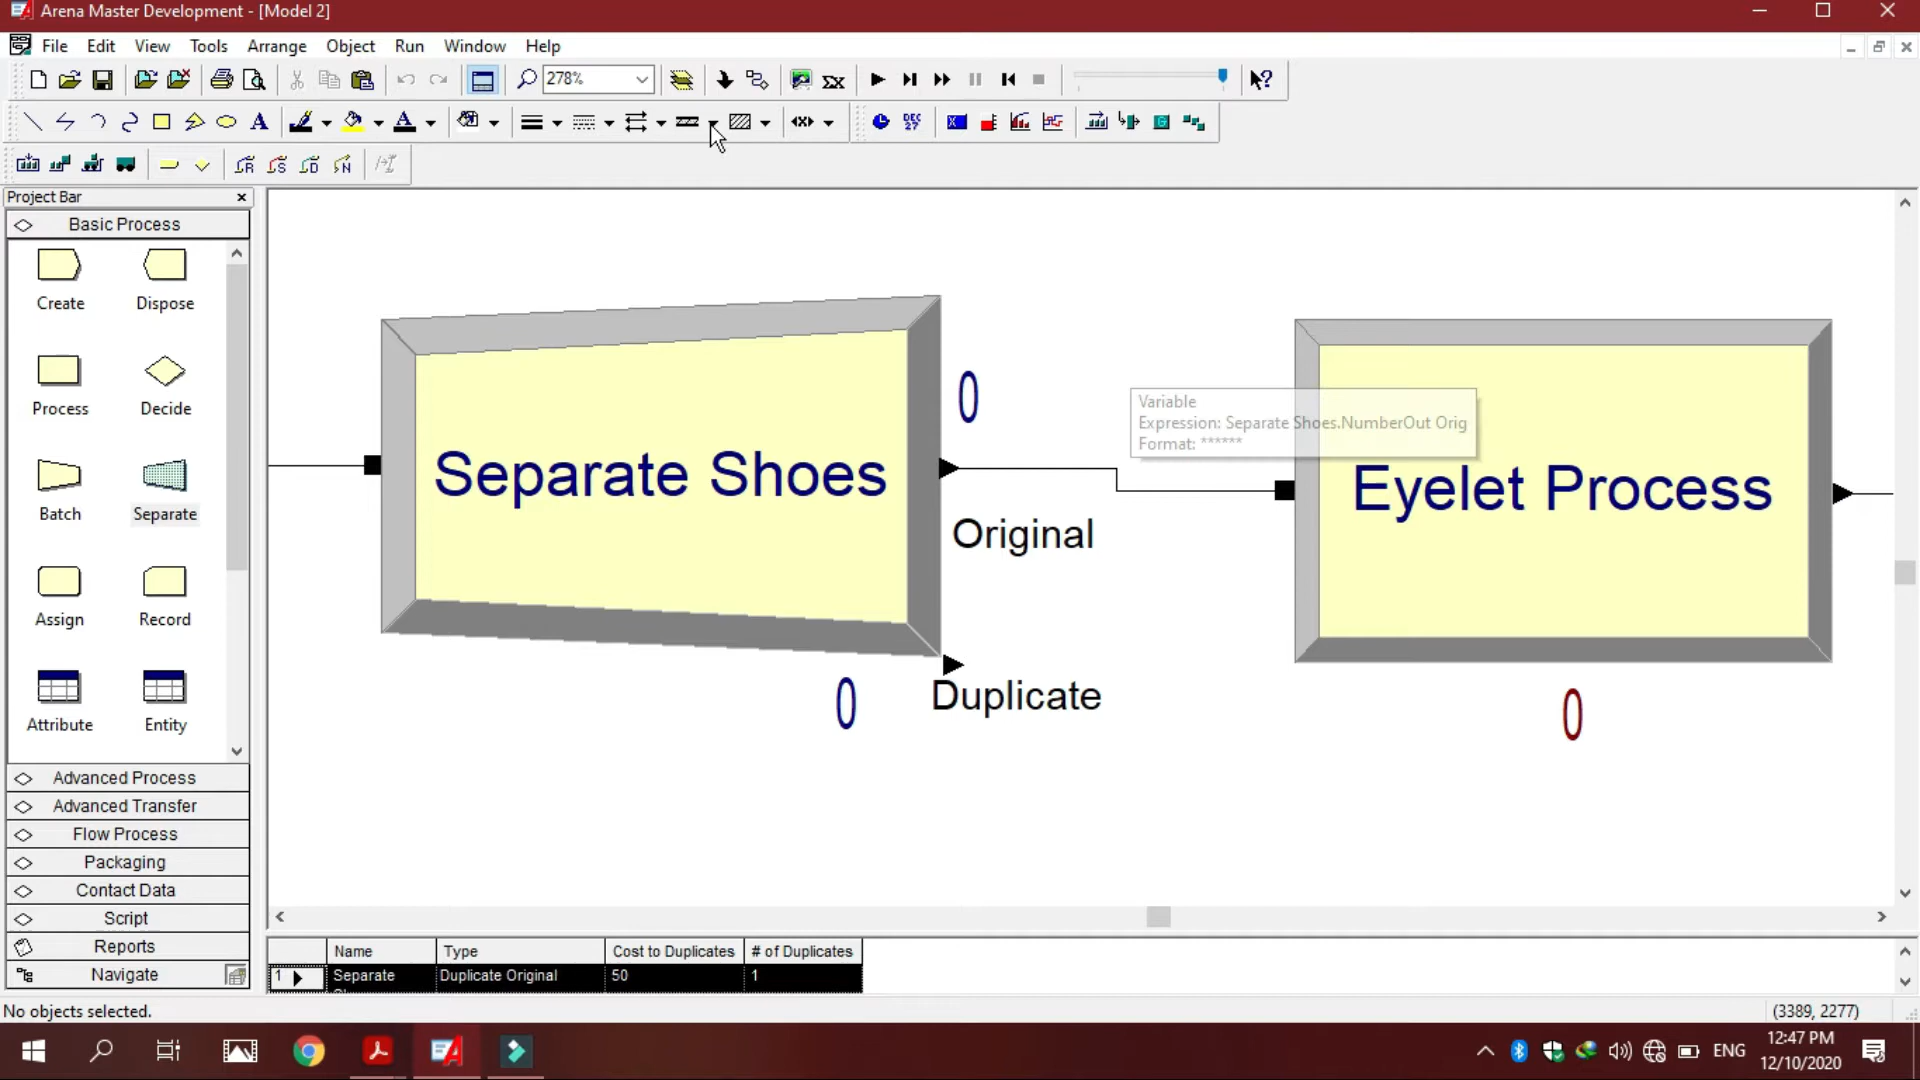 Arena Master Development - [Model 2]
File Edit View Tools Arrange Object Run Window Help
278%
A A
DEC 27
R S D N
Project Bar
Basic Process
Create Dispose
Process Decide
Batch Separate
Assign Record
Attribute Entity
Advanced Process
Advanced Transfer
Flow Process
Packaging
Contact Data
Script
Reports
Navigate
0
Variable
Expression: Separate Shoes.NumberOut Orig
Format: ******
Separate Shoes
Eyelet Process
Original
0
Duplicate
0
Name Type Cost to Duplicates # of Duplicates
1 Separate Duplicate Original 50 1
No objects selected.
(3389, 2277)
ENG
12:47 PM
12/10/2020